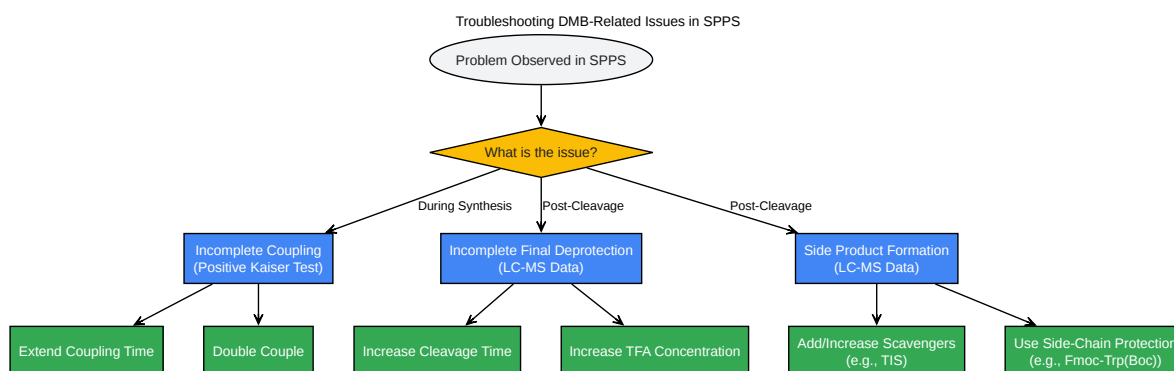 Troubleshooting DMB-Related Issues in SPPS
Problem Observed in SPPS
What is the issue?
During Synthesis
Post-Cleavage
Post-Cleavage
Incomplete Coupling
(Positive Kaiser Test)
Incomplete Final Deprotection
(LC-MS Data)
Side Product Formation
(LC-MS Data)
Extend Coupling Time
Double Couple
Increase Cleavage Time
Increase TFA Concentration
Add/Increase Scavengers
(e.g., TIS)
Use Side-Chain Protection
(e.g., Fmoc-Trp(Boc))